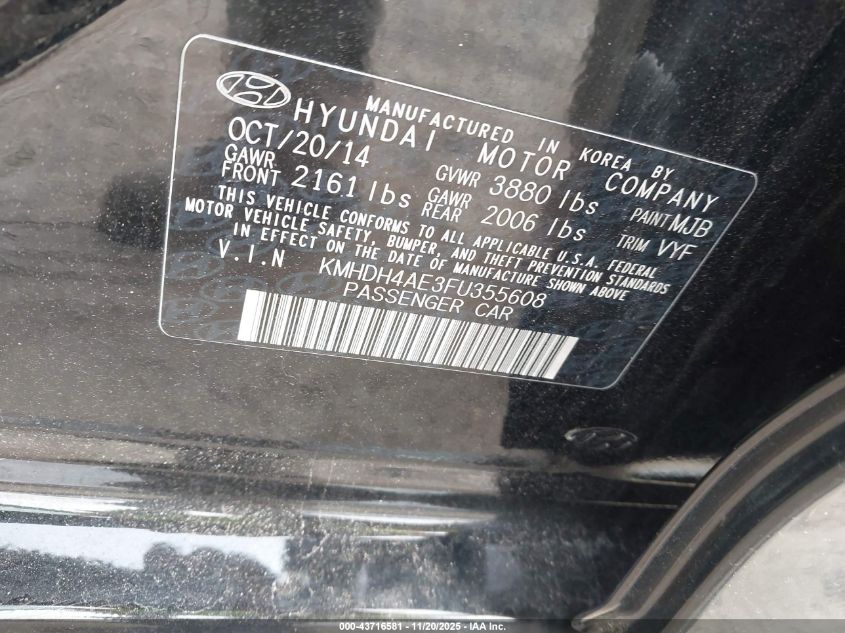 MANUFACTURED IN KOREA BY
HYUNDAI MOTOR COMPANY
OCT/20/14 GVWR 3880 lbs PAINT MJB
GAWR FRONT 2161 lbs GAWR REAR 2006 lbs TRIM VYF
THIS VEHICLE CONFORMS TO ALL APPLICABLE U.S.A. FEDERAL
MOTOR VEHICLE SAFETY, BUMPER, AND THEFT PREVENTION STANDARDS
IN EFFECT ON THE DATE OF MANUFACTURE SHOWN ABOVE
V.I.N KMHDH4AE3FU355608
PASSENGER CAR
000-43716581 - 11/20/2025 - IAA Inc.